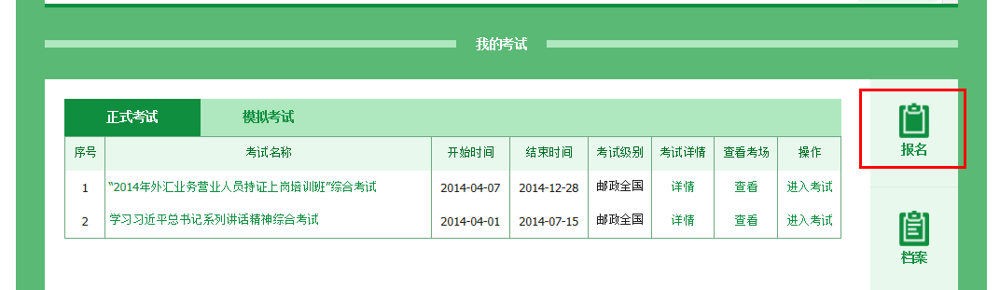 我的考试
正式考试 模拟考试
序号 考试名称 开始时间 结束时间 考试级别 考试详情 查看考场 操作
1 “2014年外汇业务营业人员持证上岗培训班”综合考试 2014-04-07 2014-12-28 邮政全国 详情 查看 进入考试
2 学习习近平总书记系列讲话精神综合考试 2014-04-01 2014-07-15 邮政全国 详情 查看 进入考试
报名
档案